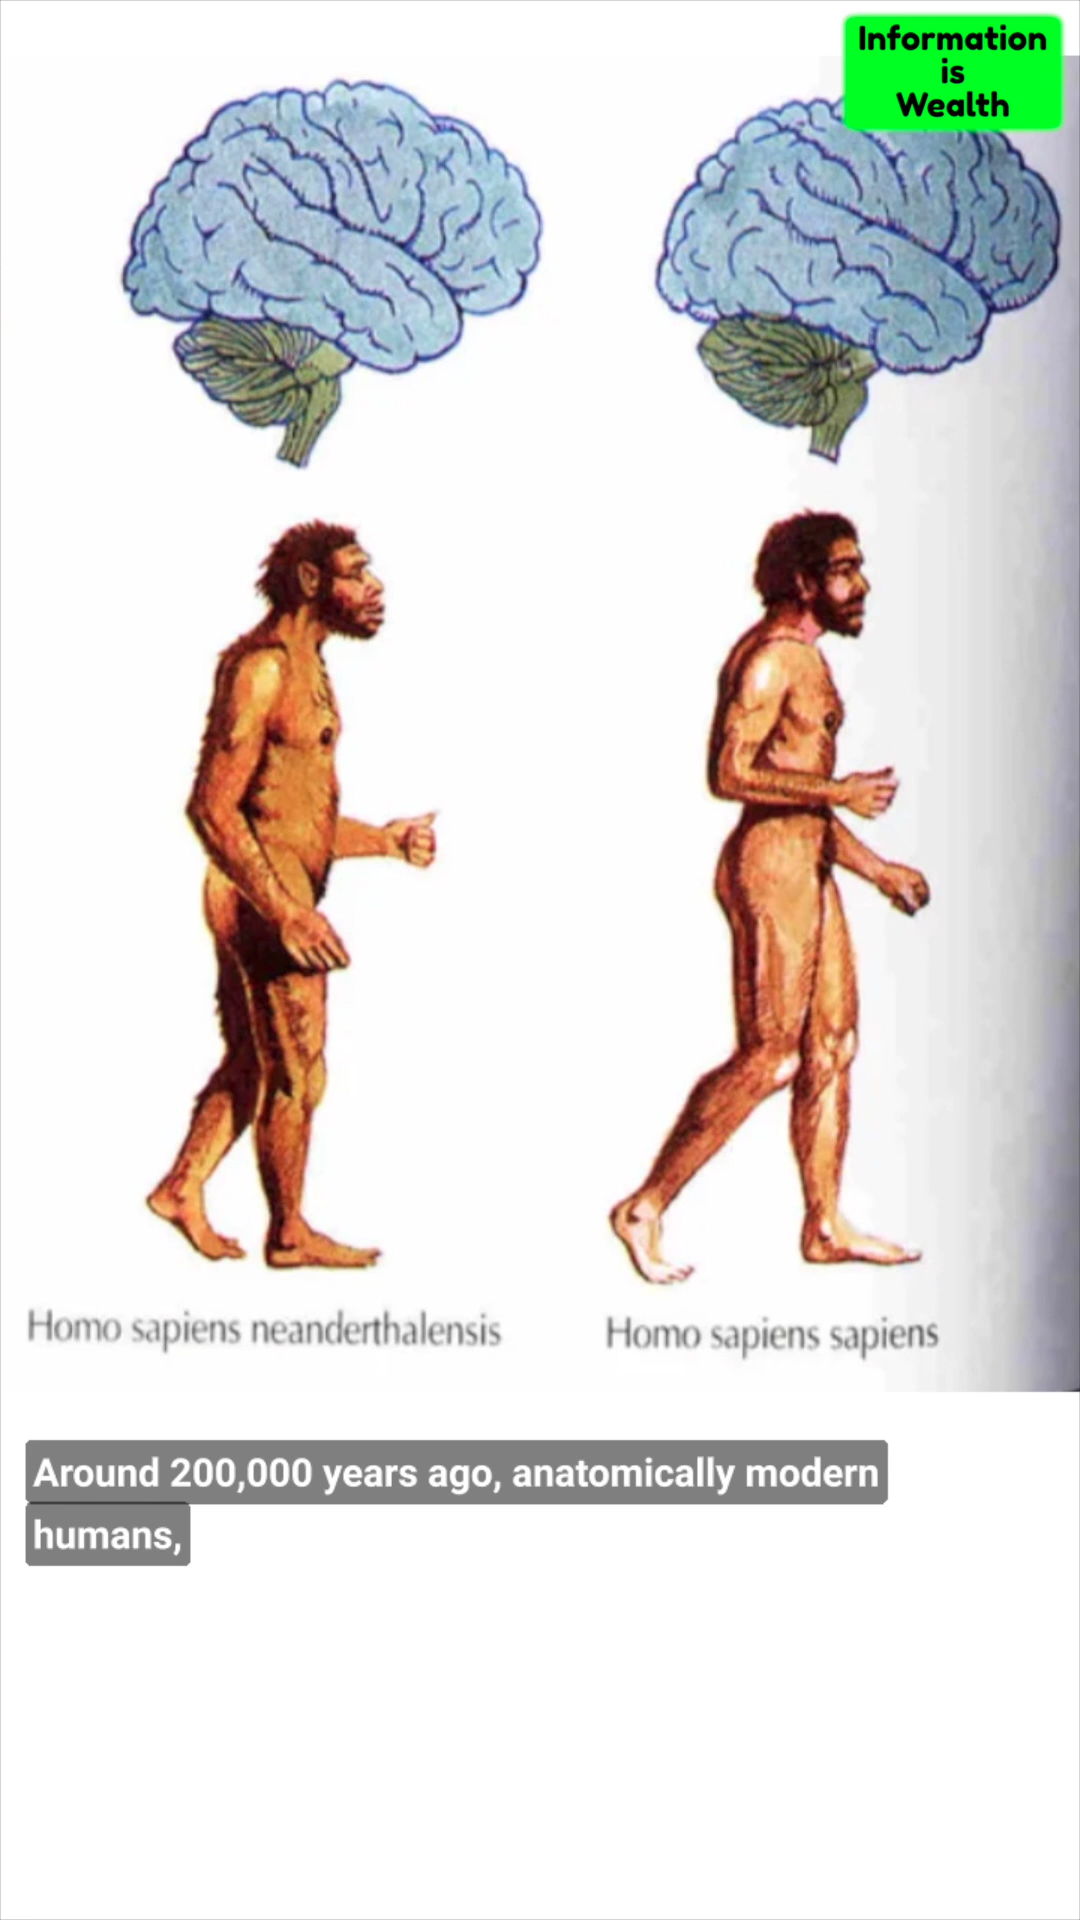 Information
is
Wealth
Homo sapiens neanderthalensis
Homo sapiens sapiens
Around 200,000 years ago, anatomically modern
humans,